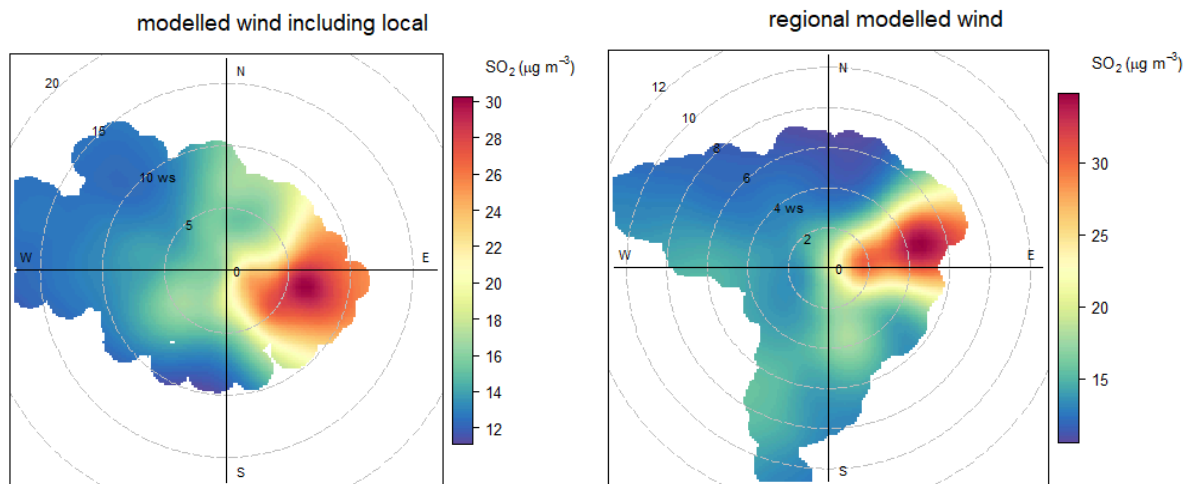 modelled wind including local
regional modelled wind
SO₂ (μg m⁻³)
20
15
10 ws
5
0
N
E
S
W
30
28
26
24
22
20
18
16
14
12
SO₂ (μg m⁻³)
12
10
8
6
4 ws
2
0
N
E
S
W
30
25
20
15